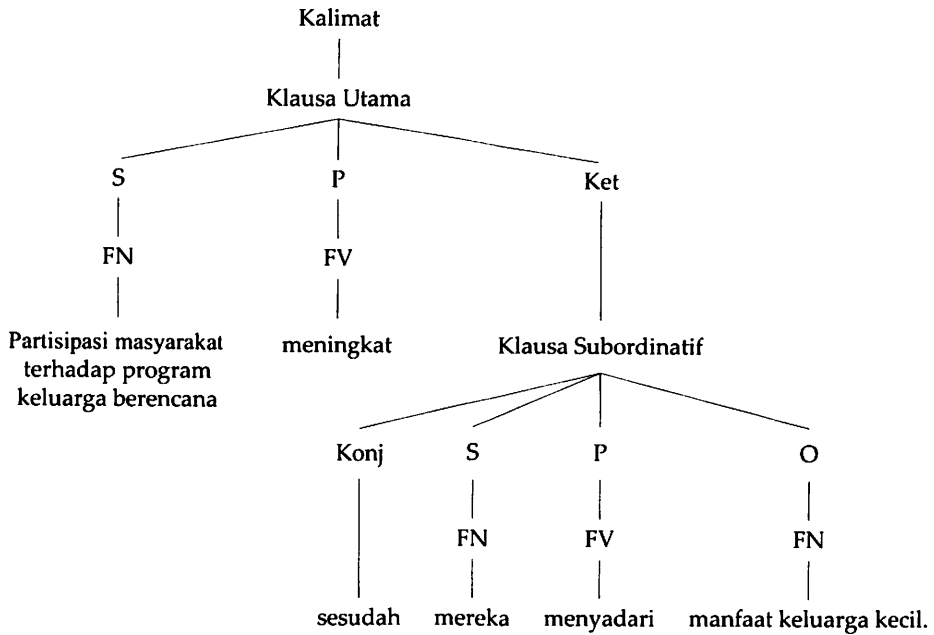 Kalimat
Klausa Utama
S P Ket
FN FV
Partisipasi masyarakat
terhadap program
keluarga berencana
meningkat
Klausa Subordinatif
Konj S P O
FN FV FN
sesudah mereka menyadari manfaat keluarga kecil.